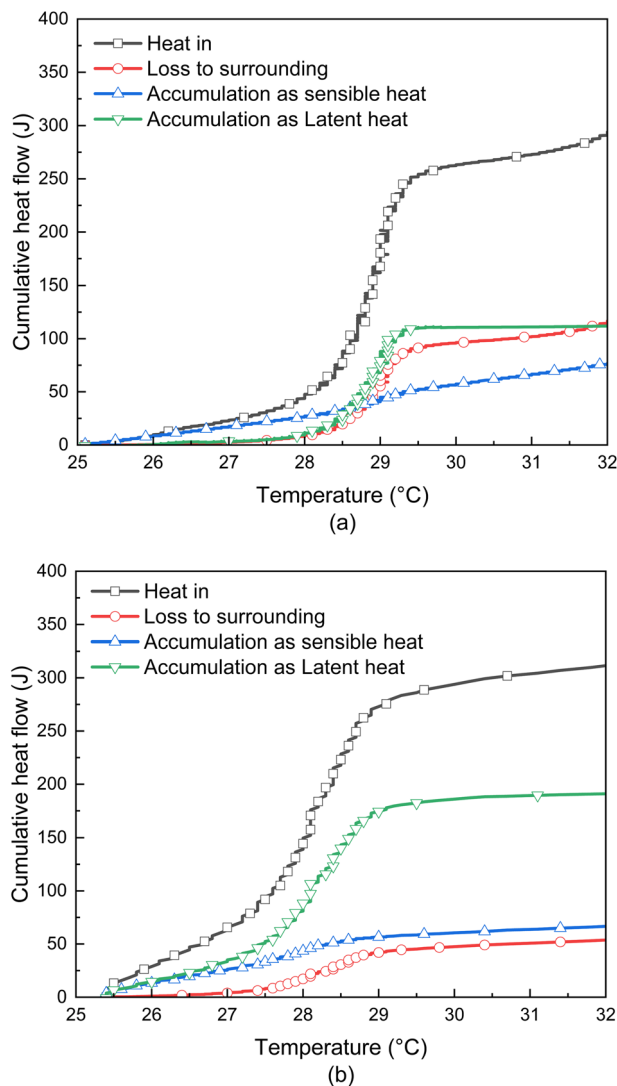 400
350
300
250
200
150
100
50
0
Cumulative heat flow (J)
Heat in
Loss to surrounding
Accumulation as sensible heat
Accumulation as Latent heat
25 26 27 28 29 30 31 32
Temperature (°C)
(a)
400
350
300
250
200
150
100
50
0
Cumulative heat flow (J)
Heat in
Loss to surrounding
Accumulation as sensible heat
Accumulation as Latent heat
25 26 27 28 29 30 31 32
Temperature (°C)
(b)